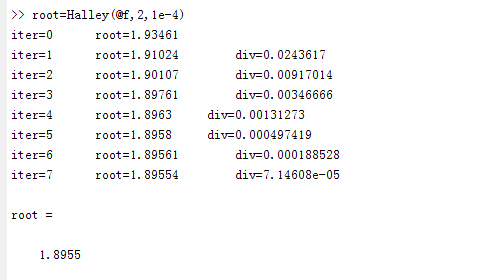 >> root=Halley(@f,2,1e-4)
iter=0 root=1.93461
iter=1 root=1.91024 div=0.0243617
iter=2 root=1.90107 div=0.00917014
iter=3 root=1.89761 div=0.00346666
iter=4 root=1.8963 div=0.00131273
iter=5 root=1.8958 div=0.000497419
iter=6 root=1.89561 div=0.000188528
iter=7 root=1.89554 div=7.14608e-05
root =
1.8955